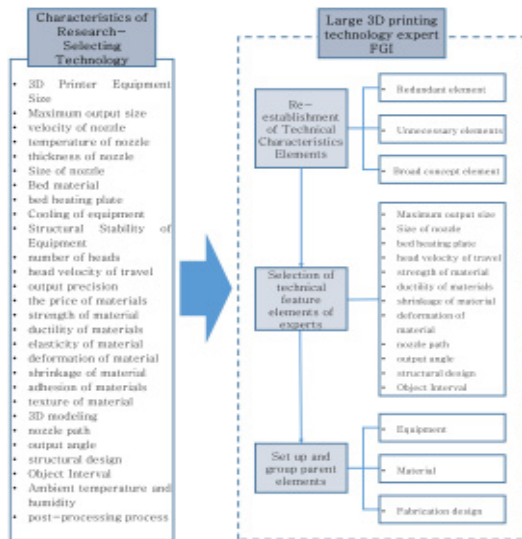 Characteristics of
Research-
Selecting
Technology
• 3D Printer Equipment
Size
• Maximum output size
• velocity of nozzle
• temperature of nozzle
• thickness of nozzle
• Size of nozzle
• Bed material
• bed heating plate
• Cooling of equipment
• Structural Stability of
Equipment
• number of heads
• head velocity of travel
• output precision
• the price of materials
• strength of material
• ductility of materials
• elasticity of material
• deformation of material
• shrinkage of material
• adhesion of materials
• texture of material
• 3D modeling
• nozzle path
• output angle
• structural design
• Object Interval
• Ambient temperature and
humidity
• post-processing process
Large 3D printing
technology expert
FGI
Re-
establishment of
Technical
Characteristics
Elements
- Redundant element
- Unnecessary elements
- Broad concept element
Selection of
technical
feature
elements of
experts
- Maximum output size
- Size of nozzle
- bed heating plate
- head velocity of travel
- strength of material
- ductility of materials
- shrinkage of material
- deformation of
material
- nozzle path
- output angle
- structural design
- Object Interval
Set up and
group parent
elements
- Equipment
- Material
- Fabrication design